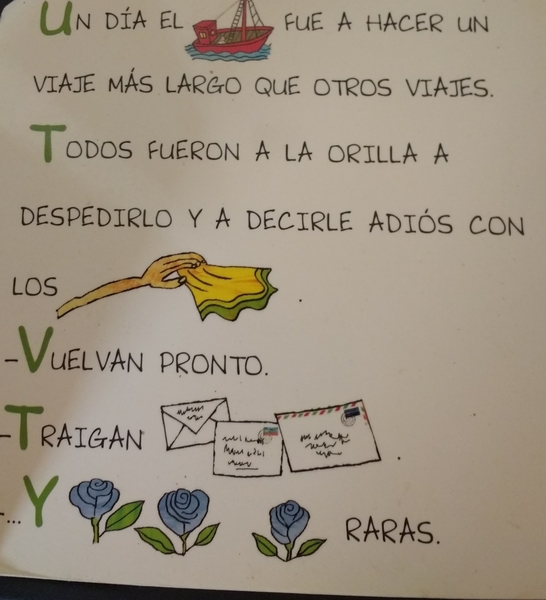 UN DÍA EL FUE A HACER UN
VIAJE MÁS LARGO QUE OTROS VIAJES.
TODOS FUERON A LA ORILLA A
DESPEDIRLO Y A DECIRLE ADIÓS CON
LOS .
-VUELVAN PRONTO.
-TRAIGAN .
-...Y RARAS.